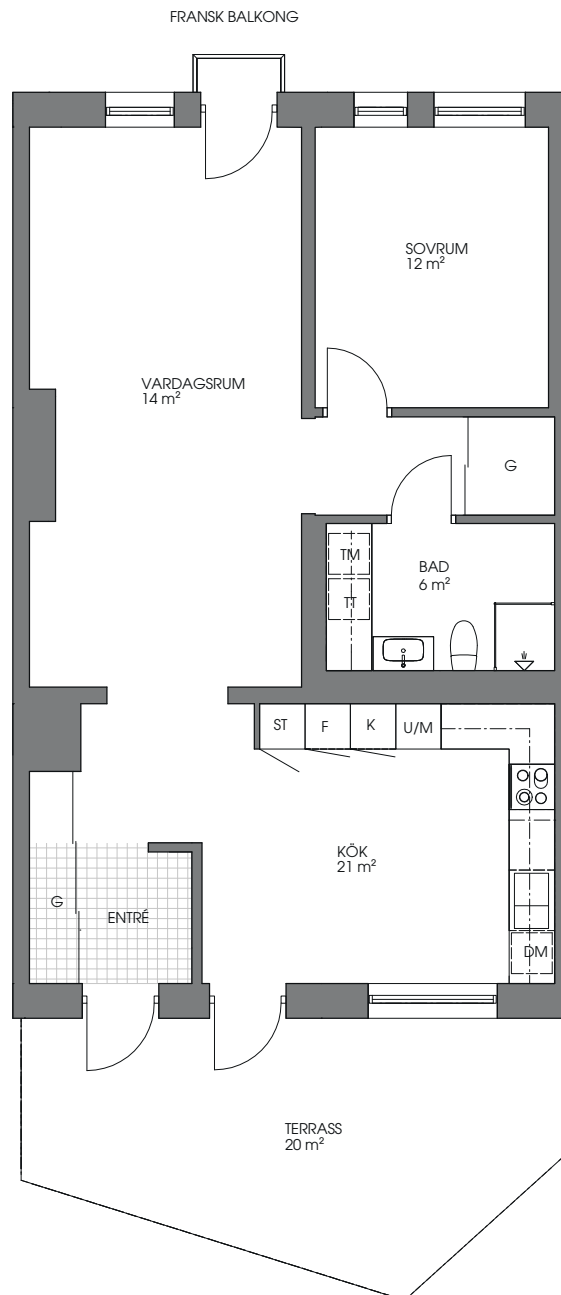 FRANSK BALKONG
SOVRUM
12 m²
VARDAGSRUM
14 m²
G
TM
BAD
6 m²
TT
ST
F
K
U/M
KÖK
21 m²
G
ENTRÉ
DM
TERRASS
20 m²